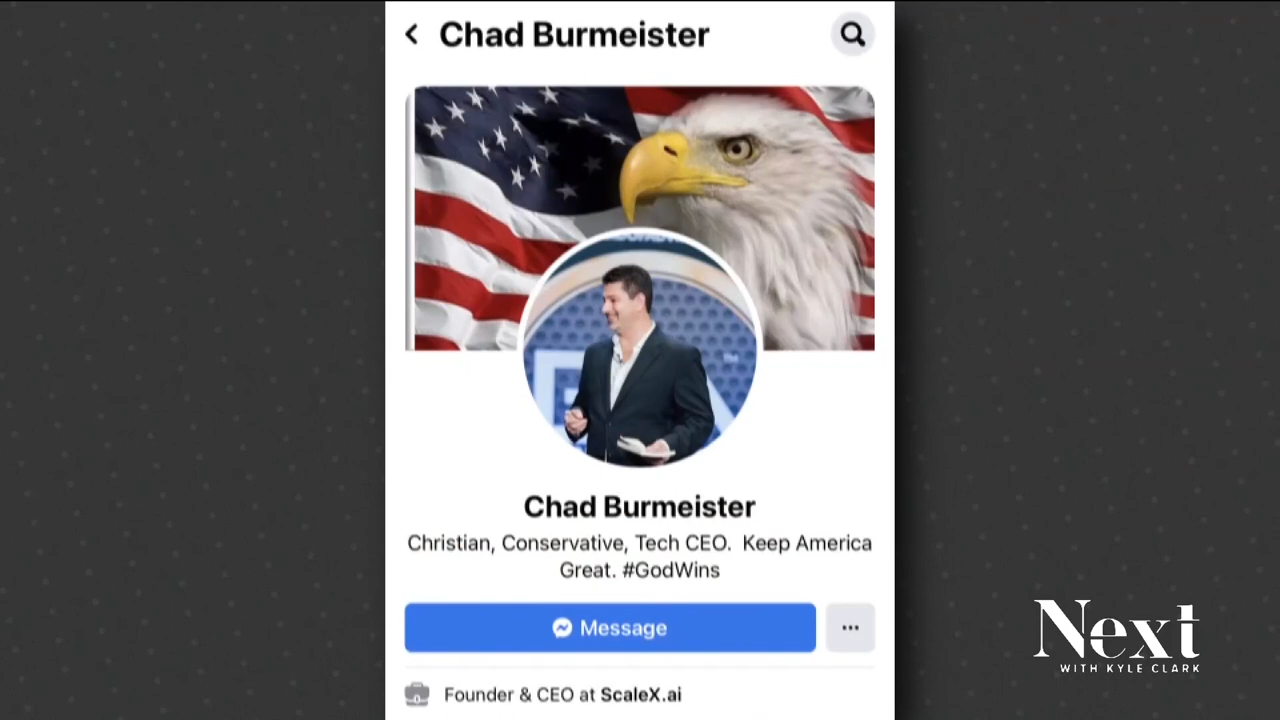 Chad Burmeister
Chad Burmeister
Christian, Conservative, Tech CEO. Keep America
Great. #GodWins
Message
Founder & CEO at ScaleX.ai
Next
WITH KYLE CLARK